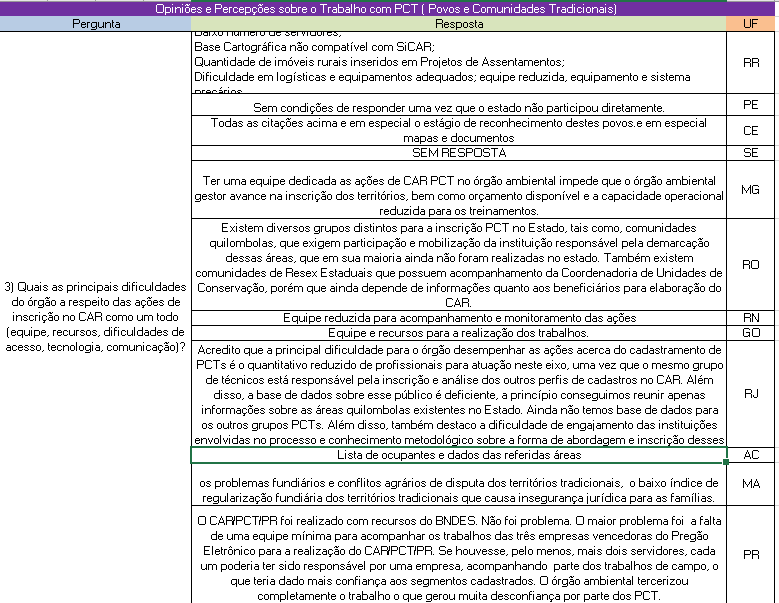 Opiniões e Percepções sobre o Trabalho com PCT ( Povos e Comunidades Tradicionais)
Pergunta
Resposta
UF
3) Quais as principais dificuldades
do órgão a respeito das ações de
inscrição no CAR como um todo
(equipe, recursos, dificuldades de
acesso, tecnologia, comunicação)?
Baixo número de servidores;
Base Cartográfica não compatível com SiCAR;
Quantidade de imóveis rurais inseridos em Projetos de Assentamentos;
Dificuldade em logísticas e equipamentos adequados; equipe reduzida, equipamento e sistema
precários
RR
Sem condições de responder uma vez que o estado não participou diretamente.
PE
Todas as citações acima e em especial o estágio de reconhecimento destes povos.e em especial
mapas e documentos
CE
SEM RESPOSTA
SE
Ter uma equipe dedicada as ações de CAR PCT no órgão ambiental impede que o órgão ambiental
gestor avance na inscrição dos territórios, bem como orçamento disponível e a capacidade operacional
reduzida para os treinamentos.
MG
Existem diversos grupos distintos para a inscrição PCT no Estado, tais como, comunidades
quilombolas, que exigem participação e mobilização da instituição responsável pela demarcação
dessas áreas, que em sua maioria ainda não foram realizadas no estado. Também existem
comunidades de Resex Estaduais que possuem acompanhamento da Coordenadoria de Unidades de
Conservação, porém que ainda depende de informações quanto aos beneficiários para elaboração do
CAR.
RO
Equipe reduzida para acompanhamento e monitoramento das ações
RN
Equipe e recursos para a realização dos trabalhos.
GO
Acredito que a principal dificuldade para o órgão desempenhar as ações acerca do cadastramento de
PCTs é o quantitativo reduzido de profissionais para atuação neste eixo, uma vez que o mesmo grupo
de técnicos está responsável pela inscrição e análise dos outros perfis de cadastros no CAR. Além
disso, a base de dados sobre esse público é deficiente, a princípio conseguimos reunir apenas
informações sobre as áreas quilombolas existentes no Estado. Ainda não temos base de dados para
os outros grupos PCTs. Além disso, também destaco a dificuldade de engajamento das instituições
envolvidas no processo e conhecimento metodológico sobre a forma de abordagem e inscrição desses
RJ
Lista de ocupantes e dados das referidas áreas
AC
os problemas fundiários e conflitos agrários de disputa dos territórios tradicionais, o baixo índice de
regularização fundiária dos territórios tradicionais que causa insegurança jurídica para as famílias.
MA
O CAR/PCT/PR foi realizado com recursos do BNDES. Não foi problema. O maior problema foi a falta
de uma equipe mínima para acompanhar os trabalhos das três empresas vencedoras do Pregão
Eletrônico para a realização do CAR/PCT/PR. Se houvesse, pelo menos, mais dois servidores, cada
um poderia ter sido responsável por uma empresa, acompanhando parte dos trabalhos de campo, o
que teria dado mais confiança aos segmentos cadastrados. O órgão ambiental tercerizou
completamente o trabalho o que gerou muita desconfiança por parte dos PCT.
PR